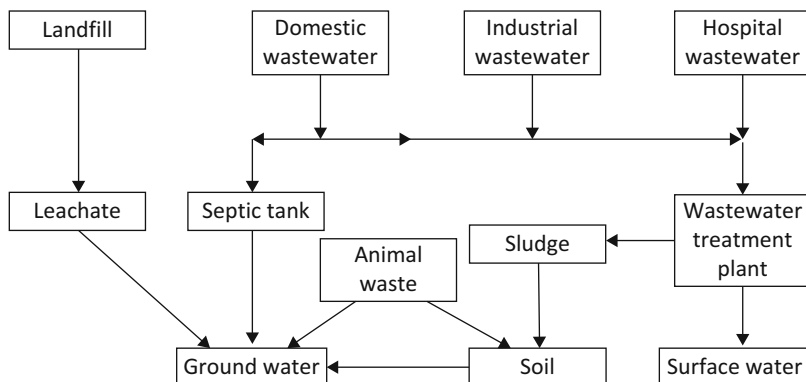 Landfill
Domestic
wastewater
Industrial
wastewater
Hospital
wastewater
Leachate
Septic tank
Wastewater
treatment
plant
Sludge
Animal
waste
Ground water
Soil
Surface water